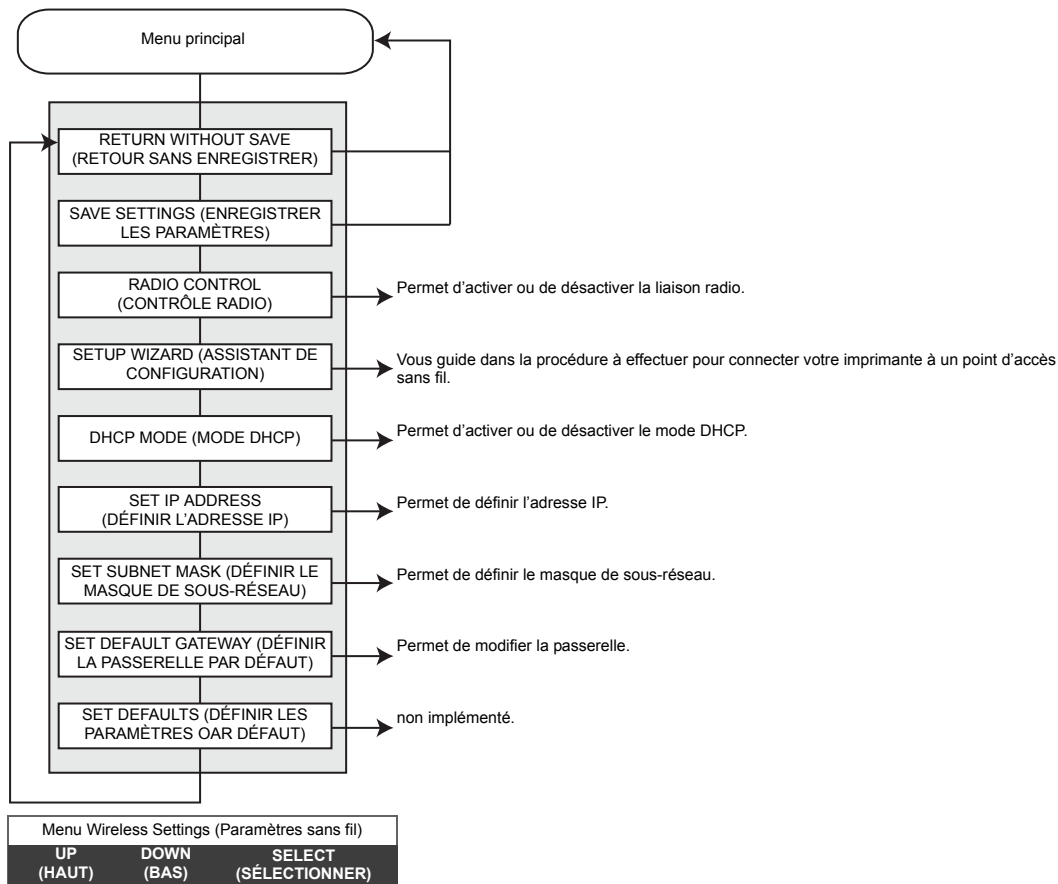 Menu principal
RETURN WITHOUT SAVE
(RETOUR SANS ENREGISTRER)
SAVE SETTINGS (ENREGISTRER
LES PARAMÈTRES)
RADIO CONTROL
(CONTRÔLE RADIO)
Permet d’activer ou de désactiver la liaison radio.
SETUP WIZARD (ASSISTANT DE
CONFIGURATION)
Vous guide dans la procédure à effectuer pour connecter votre imprimante à un point d’accès
sans fil.
DHCP MODE (MODE DHCP)
Permet d’activer ou de désactiver le mode DHCP.
SET IP ADDRESS
(DÉFINIR L’ADRESSE IP)
Permet de définir l’adresse IP.
SET SUBNET MASK (DÉFINIR LE
MASQUE DE SOUS-RÉSEAU)
Permet de définir le masque de sous-réseau.
SET DEFAULT GATEWAY (DÉFINIR
LA PASSERELLE PAR DÉFAUT)
Permet de modifier la passerelle.
SET DEFAULTS (DÉFINIR LES
PARAMÈTRES OAR DÉFAUT)
non implémenté.
Menu Wireless Settings (Paramètres sans fil)
UP DOWN SELECT
(HAUT) (BAS) (SÉLECTIONNER)